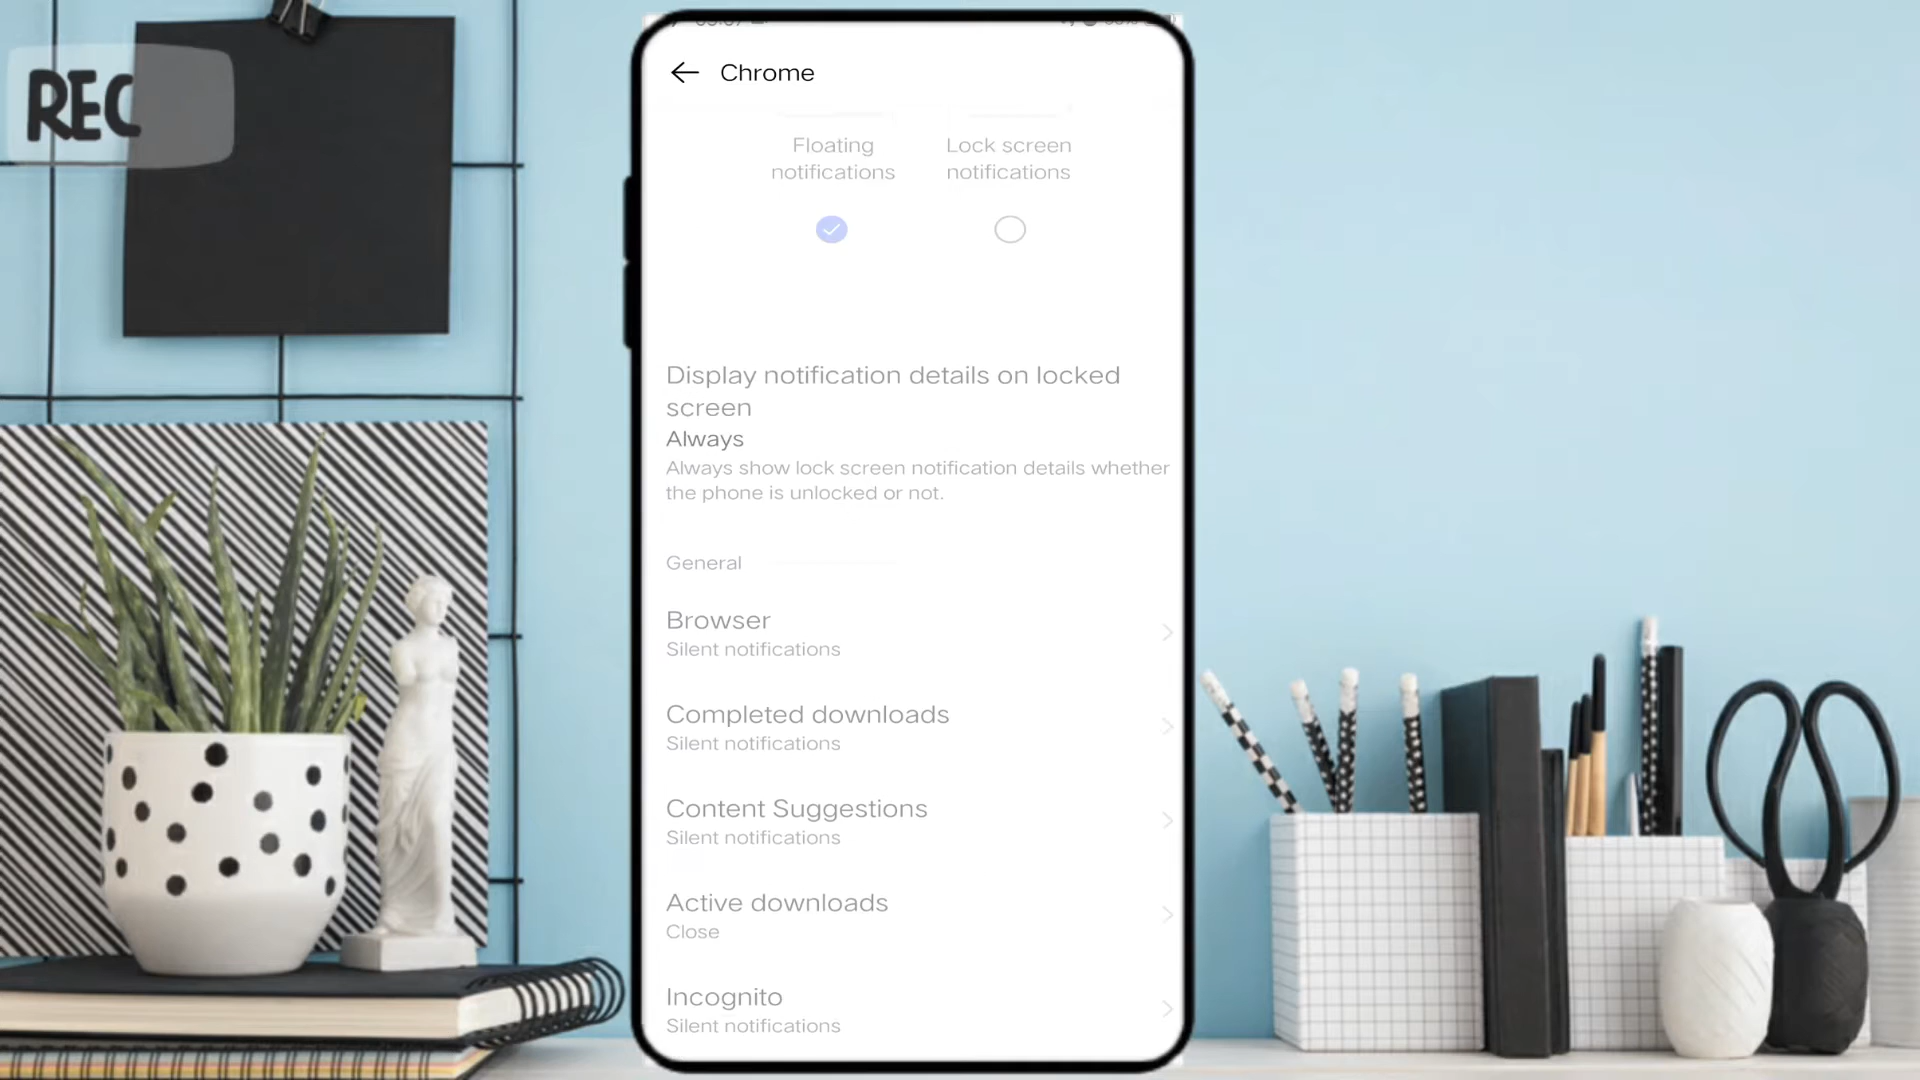 REC
Chrome
Floating
notifications
Lock screen
notifications
Display notification details on locked
screen
Always
Always show lock screen notification details whether
the phone is unlocked or not.
General
Browser
Silent notifications
Completed downloads
Silent notifications
Content Suggestions
Silent notifications
Active downloads
Close
Incognito
Silent notifications